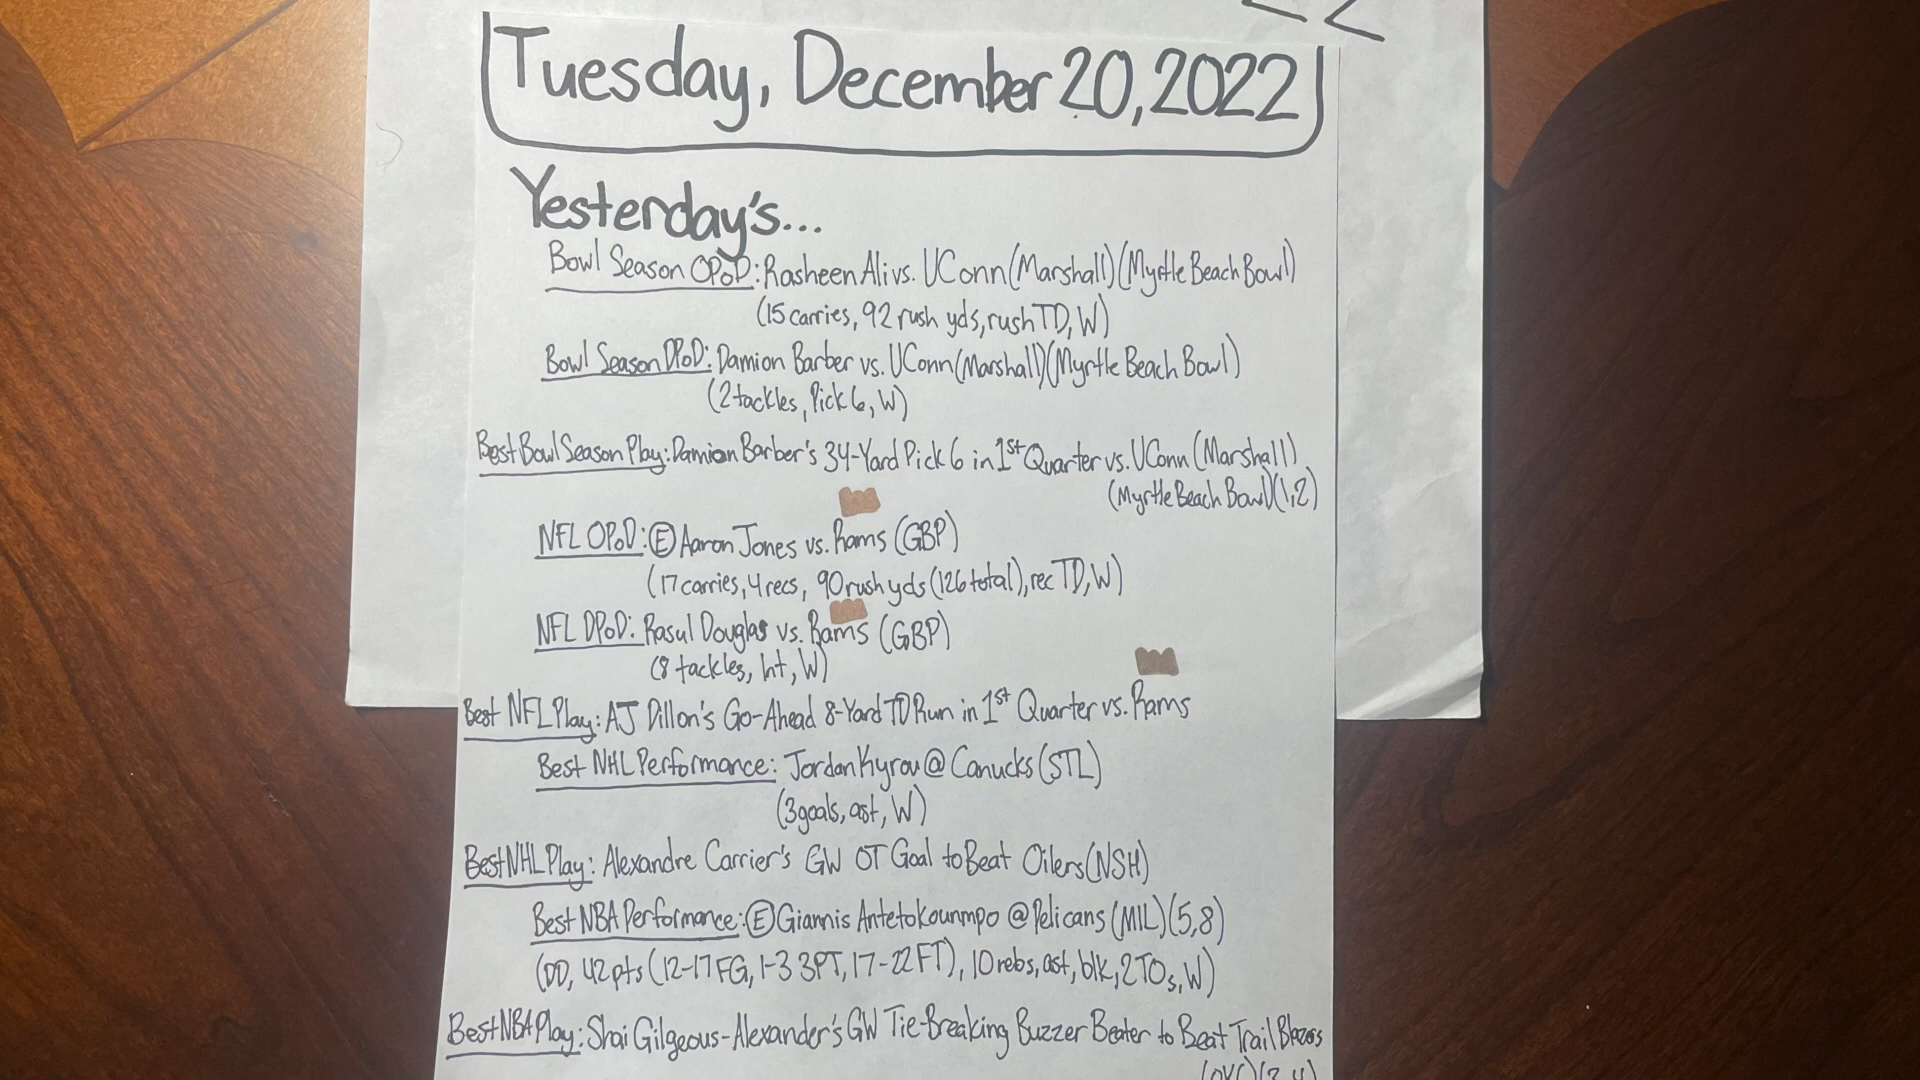 Tuesday, December 20, 2022
Yesterday's...
Bowl Season OPoD: Rasheen Ali vs. UConn (Marshall) (Myrtle Beach Bowl)
(15 carries, 92 rush yds, rush TD, W)
Bowl Season DPoD: Damion Barber vs. UConn (Marshall) (Myrtle Beach Bowl)
(2 tackles, Pick 6, W)
Best Bowl Season Play: Damion Barber's 34-Yard Pick 6 in 1st Quarter vs. UConn (Marshall)
(Myrtle Beach Bowl) (1,2)
NFL OPoD: Ⓔ Aaron Jones vs. Rams (GBP)
(17 carries, 4 recs, 90 rush yds (126 total), rec TD, W)
NFL DPoD: Rasul Douglas vs. Rams (GBP)
(8 tackles, Int, W)
Best NFL Play: AJ Dillon's Go-Ahead 8-Yard TD Run in 1st Quarter vs. Rams
Best NHL Performance: Jordan Kyrou @ Canucks (STL)
(3 goals, ast, W)
Best NHL Play: Alexandre Carrier's GW OT Goal to Beat Oilers (NSH)
Best NBA Performance: Ⓔ Giannis Antetokounmpo @ Pelicans (MIL) (5,8)
(DD, 42 pts (12-17 FG, 1-3 3PT, 17-22 FT), 10 rebs, ast, blk, 2 TOs, W)
Best NBA Play: Shai Gilgeous-Alexander's GW Tie-Breaking Buzzer Beater to Beat Trail Blazers